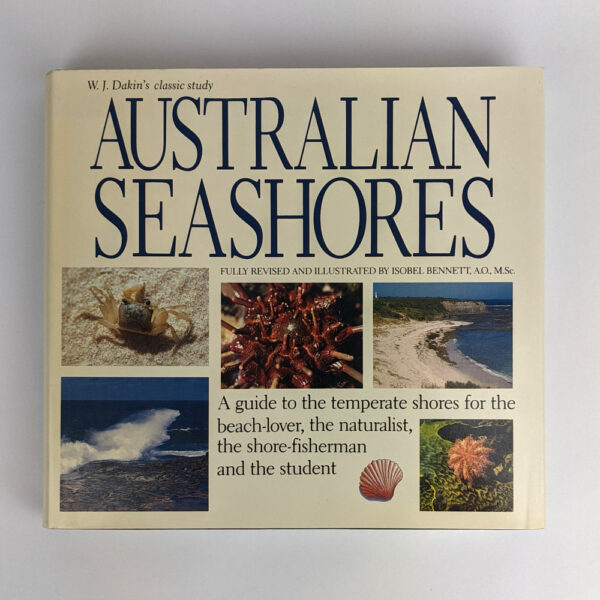 W. J. Dakin's classic study
AUSTRALIAN
SEASHORES
FULLY REVISED AND ILLUSTRATED BY ISOBEL BENNETT, A.O., M.Sc.
A guide to the temperate shores for the
beach-lover, the naturalist,
the shore-fisherman
and the student